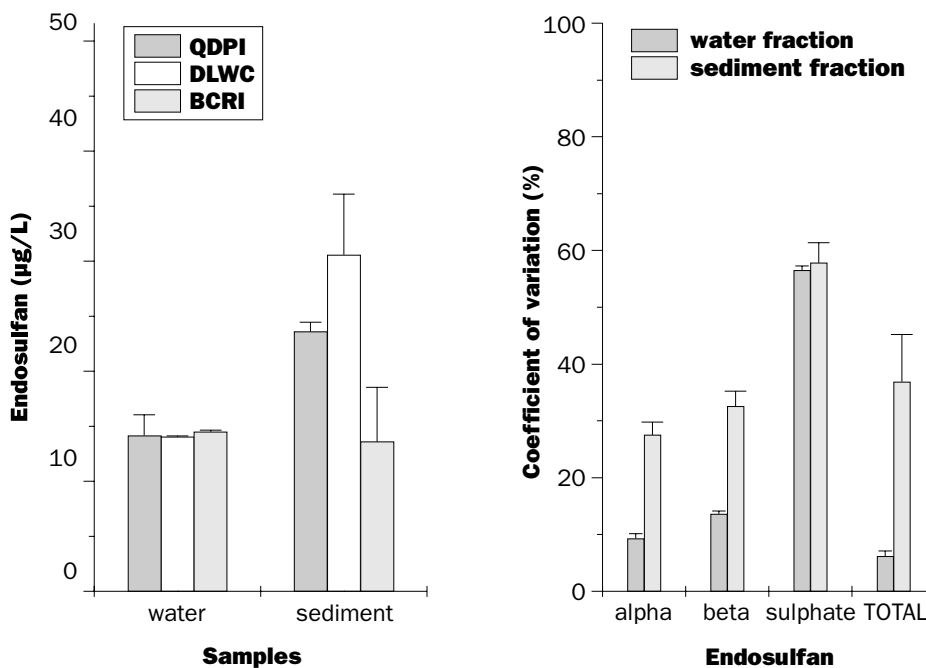 50
40
30
20
10
0
Endosulfan (µg/L)
QDPI
DLWC
BCRI
water sediment
Samples
100
80
60
40
20
0
Coefficient of variation (%)
water fraction
sediment fraction
alpha beta sulphate TOTAL
Endosulfan